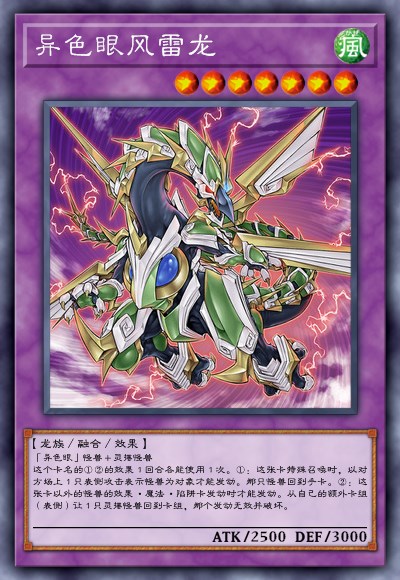 异色眼风雷龙
風
【龙族/融合/效果】
「异色眼」怪兽+灵摆怪兽
这个卡名的①②的效果1回合各能使用1次。①：这张卡特殊召唤时，以对
方场上1只表侧攻击表示怪兽为对象才能发动。那只怪兽回到手卡。②：这
张卡以外的怪兽的效果·魔法·陷阱卡发动时才能发动。从自己的额外卡组
（表侧）让1只灵摆怪兽回到卡组，那个发动无效并破坏。
ATK/2500 DEF/3000